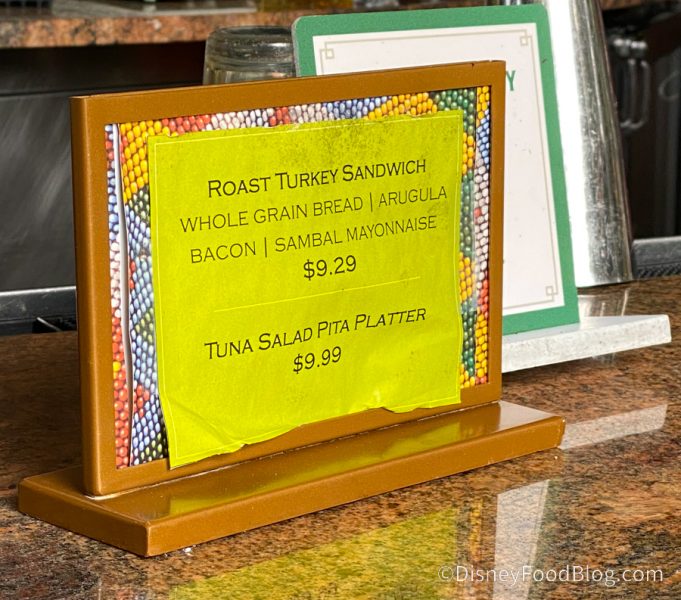 ROAST TURKEY SANDWICH
WHOLE GRAIN BREAD | ARUGULA
BACON | SAMBAL MAYONNAISE
$9.29
TUNA SALAD PITA PLATTER
$9.99
©DisneyFoodBlog.com